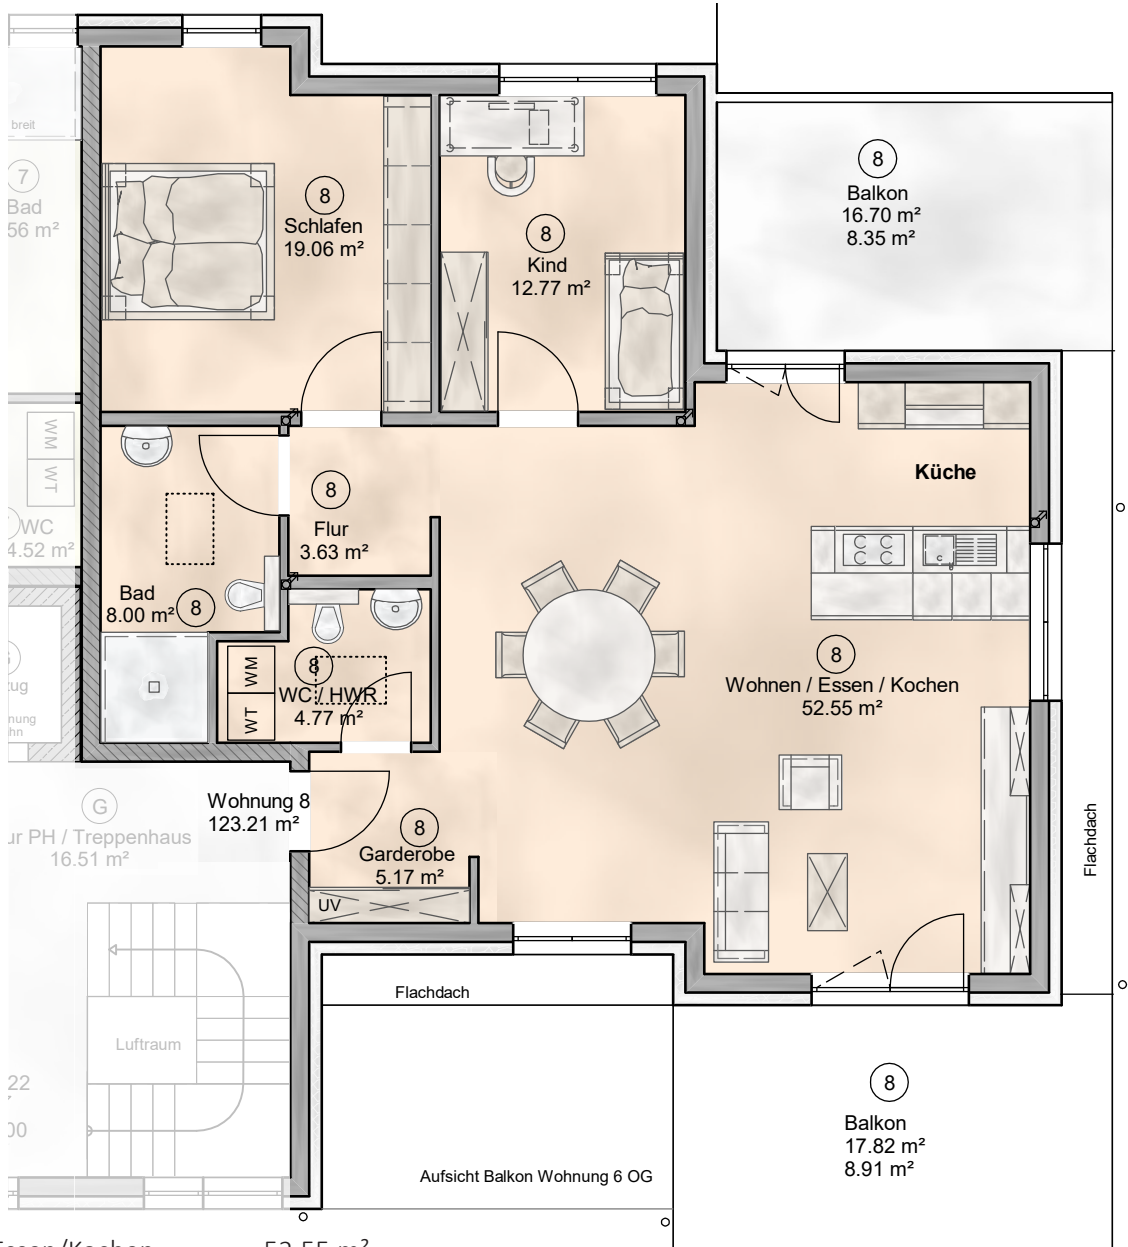 breit
7
Bad
56 m²
8
Schlafen
19.06 m²
8
Kind
12.77 m²
8
Balkon
16.70 m²
8.35 m²
WM
WT
WC
4.52 m²
8
Flur
3.63 m²
Küche
Bad
8.00 m²
8
8
WC / HWR
4.77 m²
WM
WT
8
Wohnen / Essen / Kochen
52.55 m²
zug
nung
hn
Wohnung 8
123.21 m²
G
ur PH / Treppenhaus
16.51 m²
8
Garderobe
5.17 m²
UV
Flachdach
Flachdach
Luftraum
22
00
8
Balkon
17.82 m²
8.91 m²
Aufsicht Balkon Wohnung 6 OG
Essen/Kochen 52,55 m²